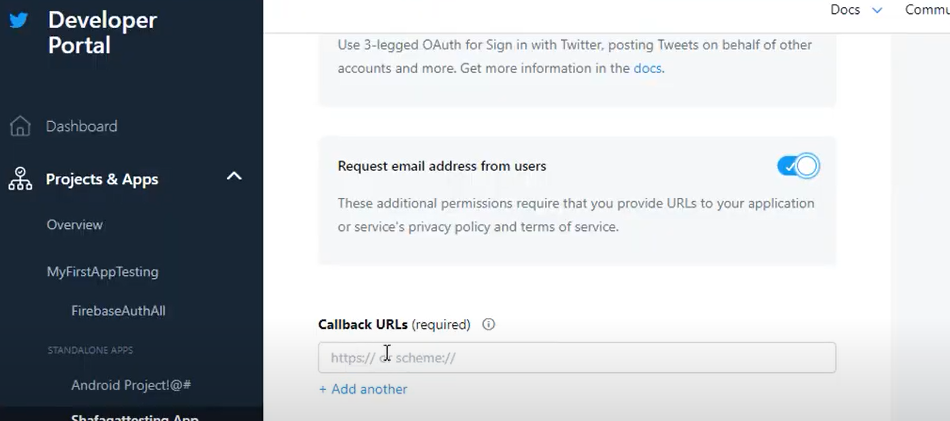 Developer
Portal
Docs
Dashboard
Projects & Apps
Overview
MyFirstAppTesting
FirebaseAuthAll
STANDALONE APPS
Android Project!@#
Shafaqattesting App
Use 3-legged OAuth for Sign in with Twitter, posting Tweets on behalf of other
accounts and more. Get more information in the docs.
Request email address from users
These additional permissions require that you provide URLs to your application
or service's privacy policy and terms of service.
Callback URLs (required)
https:// or scheme://
+ Add another